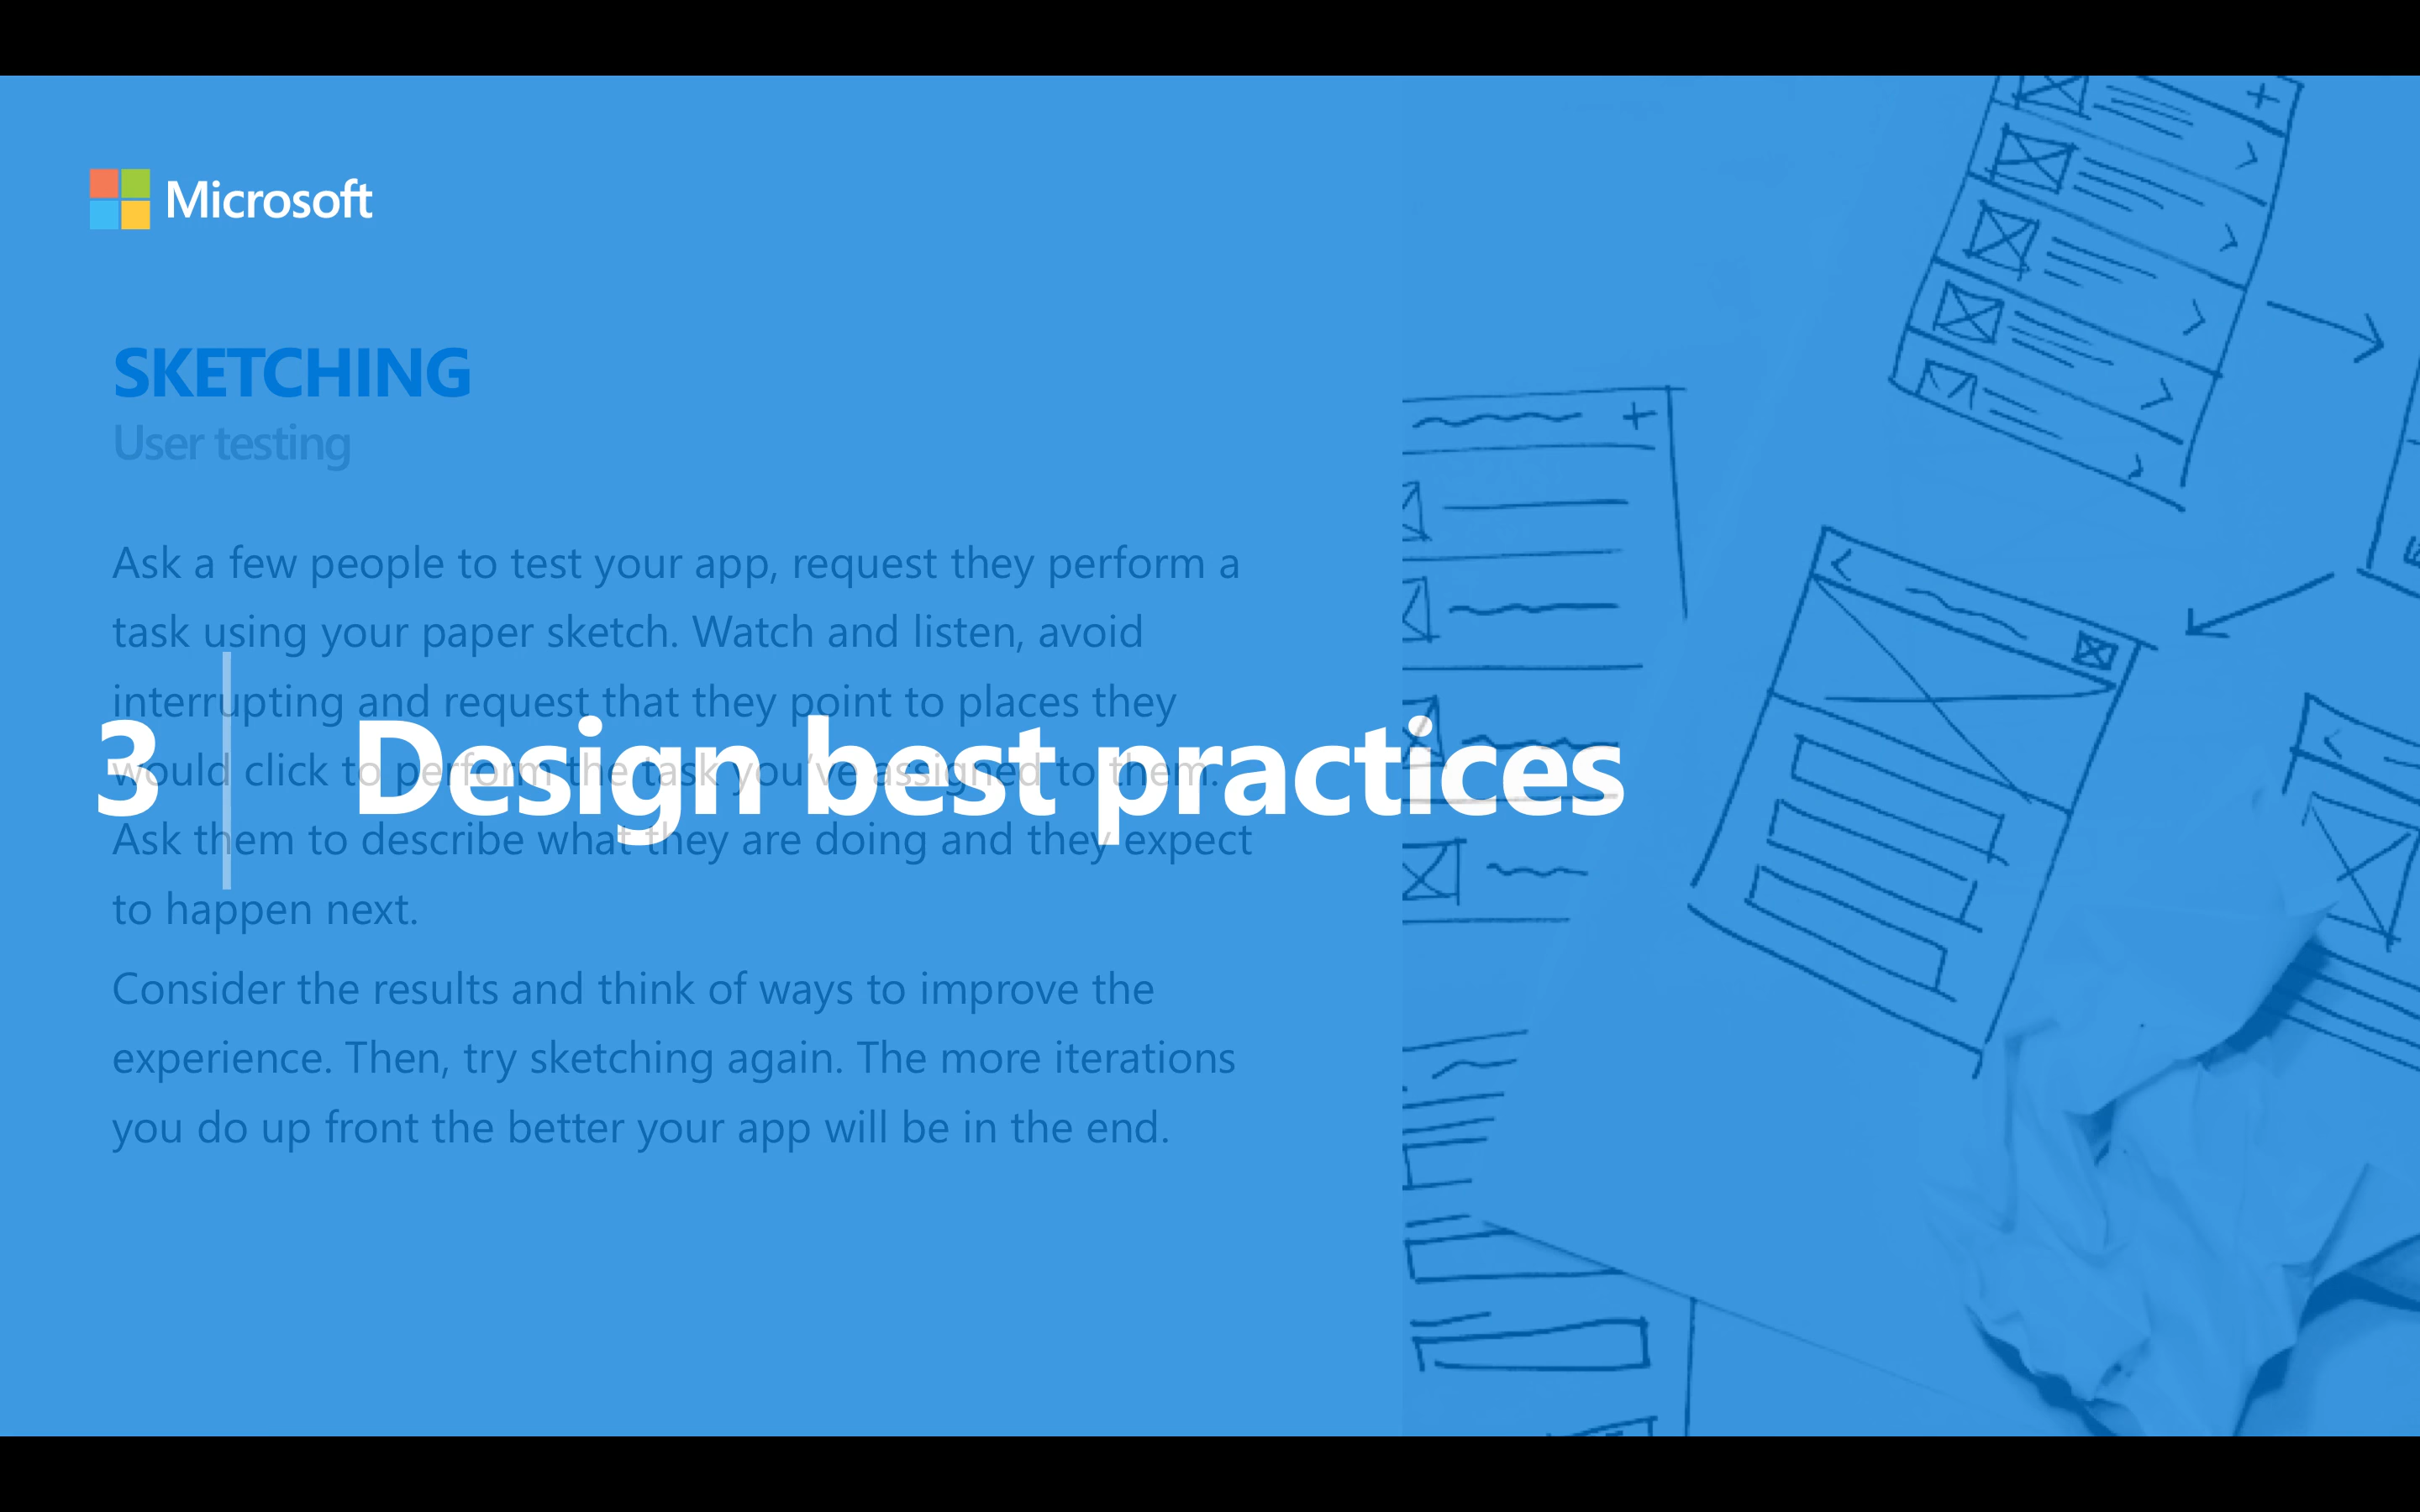 Microsoft
SKETCHING
User testing
Ask a few people to test your app, request they perform a
task using your paper sketch. Watch and listen, avoid
interrupting and request that they point to places they
would click to perform the task you've assigned to them.
3 Design best practices
Ask them to describe what they are doing and they expect
to happen next.
Consider the results and think of ways to improve the
experience. Then, try sketching again. The more iterations
you do up front the better your app will be in the end.